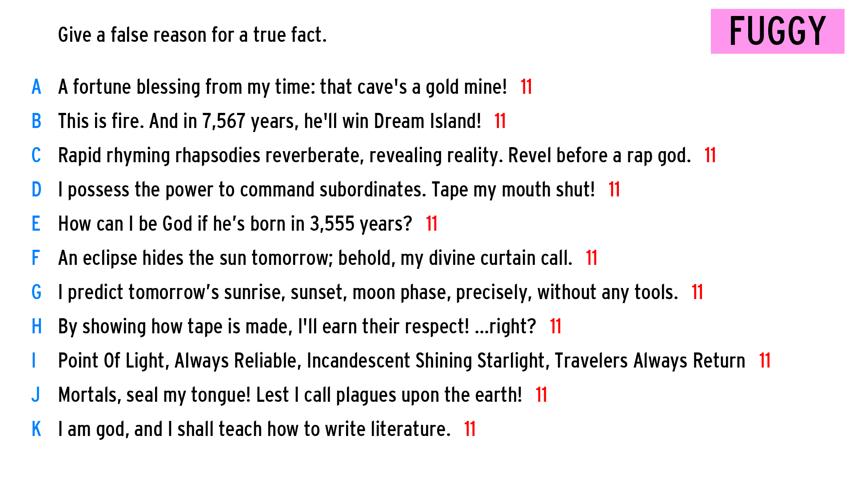 Give a false reason for a true fact.
FUGGY
A A fortune blessing from my time: that cave's a gold mine! 11
B This is fire. And in 7,567 years, he'll win Dream Island! 11
C Rapid rhyming rhapsodies reverberate, revealing reality. Revel before a rap god. 11
D I possess the power to command subordinates. Tape my mouth shut! 11
E How can I be God if he’s born in 3,555 years? 11
F An eclipse hides the sun tomorrow; behold, my divine curtain call. 11
G I predict tomorrow’s sunrise, sunset, moon phase, precisely, without any tools. 11
H By showing how tape is made, I'll earn their respect! ...right? 11
I Point Of Light, Always Reliable, Incandescent Shining Starlight, Travelers Always Return 11
J Mortals, seal my tongue! Lest I call plagues upon the earth! 11
K I am god, and I shall teach how to write literature. 11